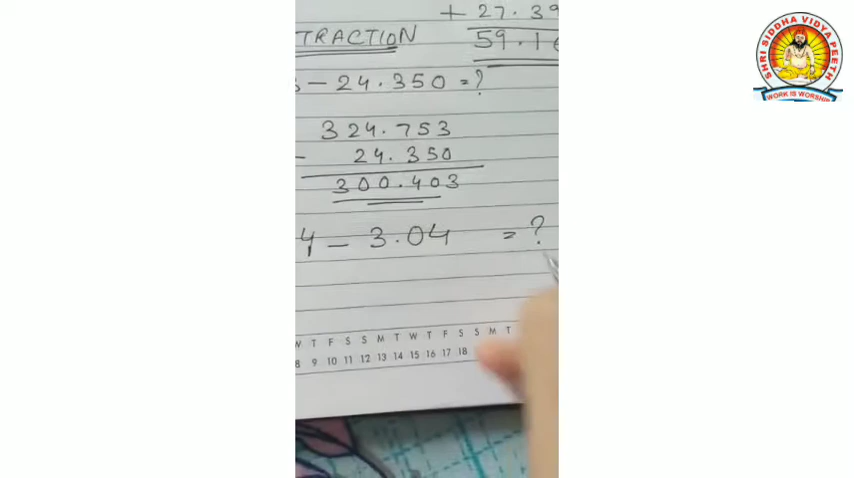 + 27.39
TRACTION
59.1
- 24.350 = ?
324.753
- 24.350
300.403
4 - 3.04 = ?
W T F S S M T W T F S S M T
8 9 10 11 12 13 14 15 16 17 18
SHRI SIDDHA VIDYA PEETH
WORK IS WORSHIP